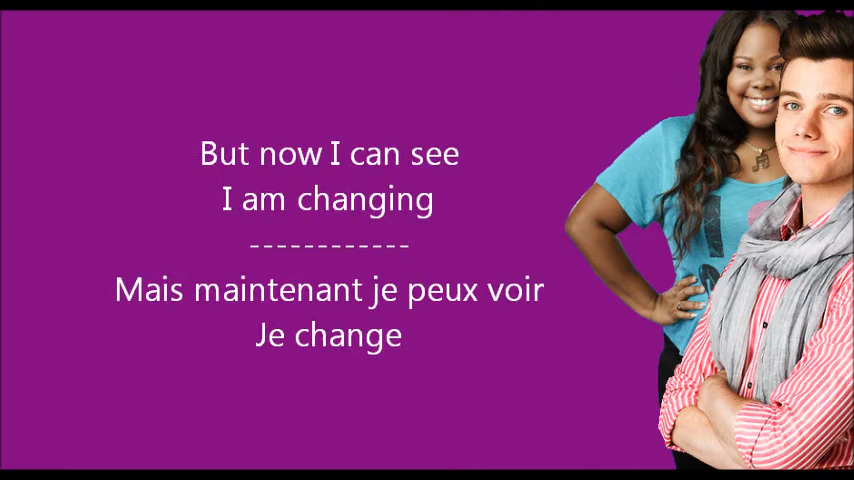 But now I can see
I am changing
------------
Mais maintenant je peux voir
Je change